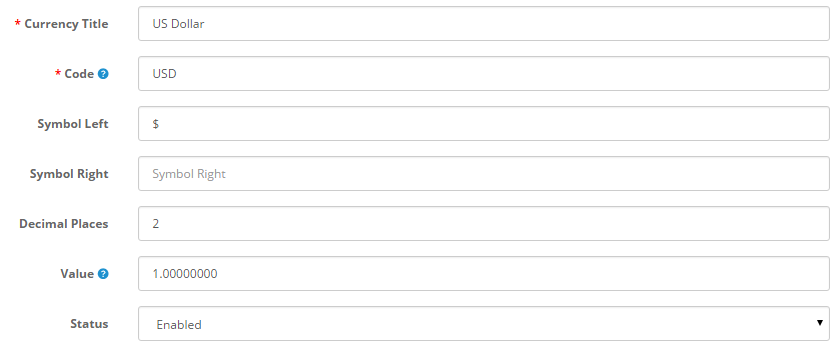 * Currency Title US Dollar
* Code ? USD
Symbol Left $
Symbol Right Symbol Right
Decimal Places 2
Value ? 1.00000000
Status Enabled